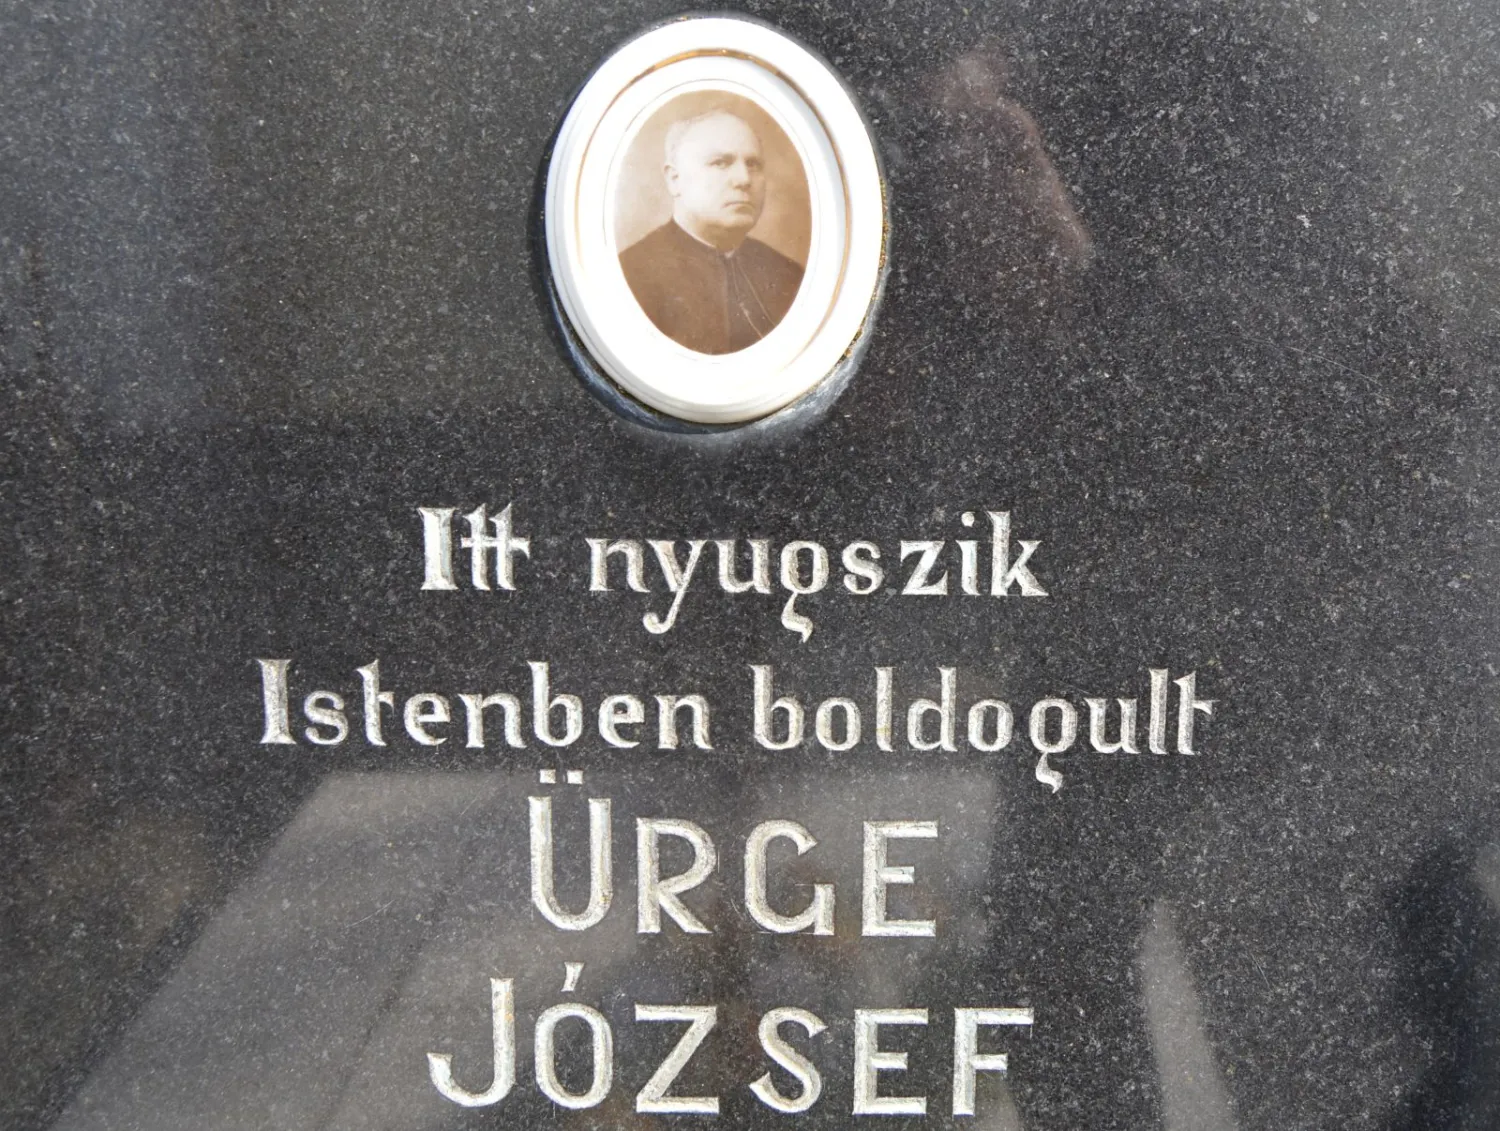 Itt nyugszik
Istenben boldogult
ÜRGE
JÓZSEF